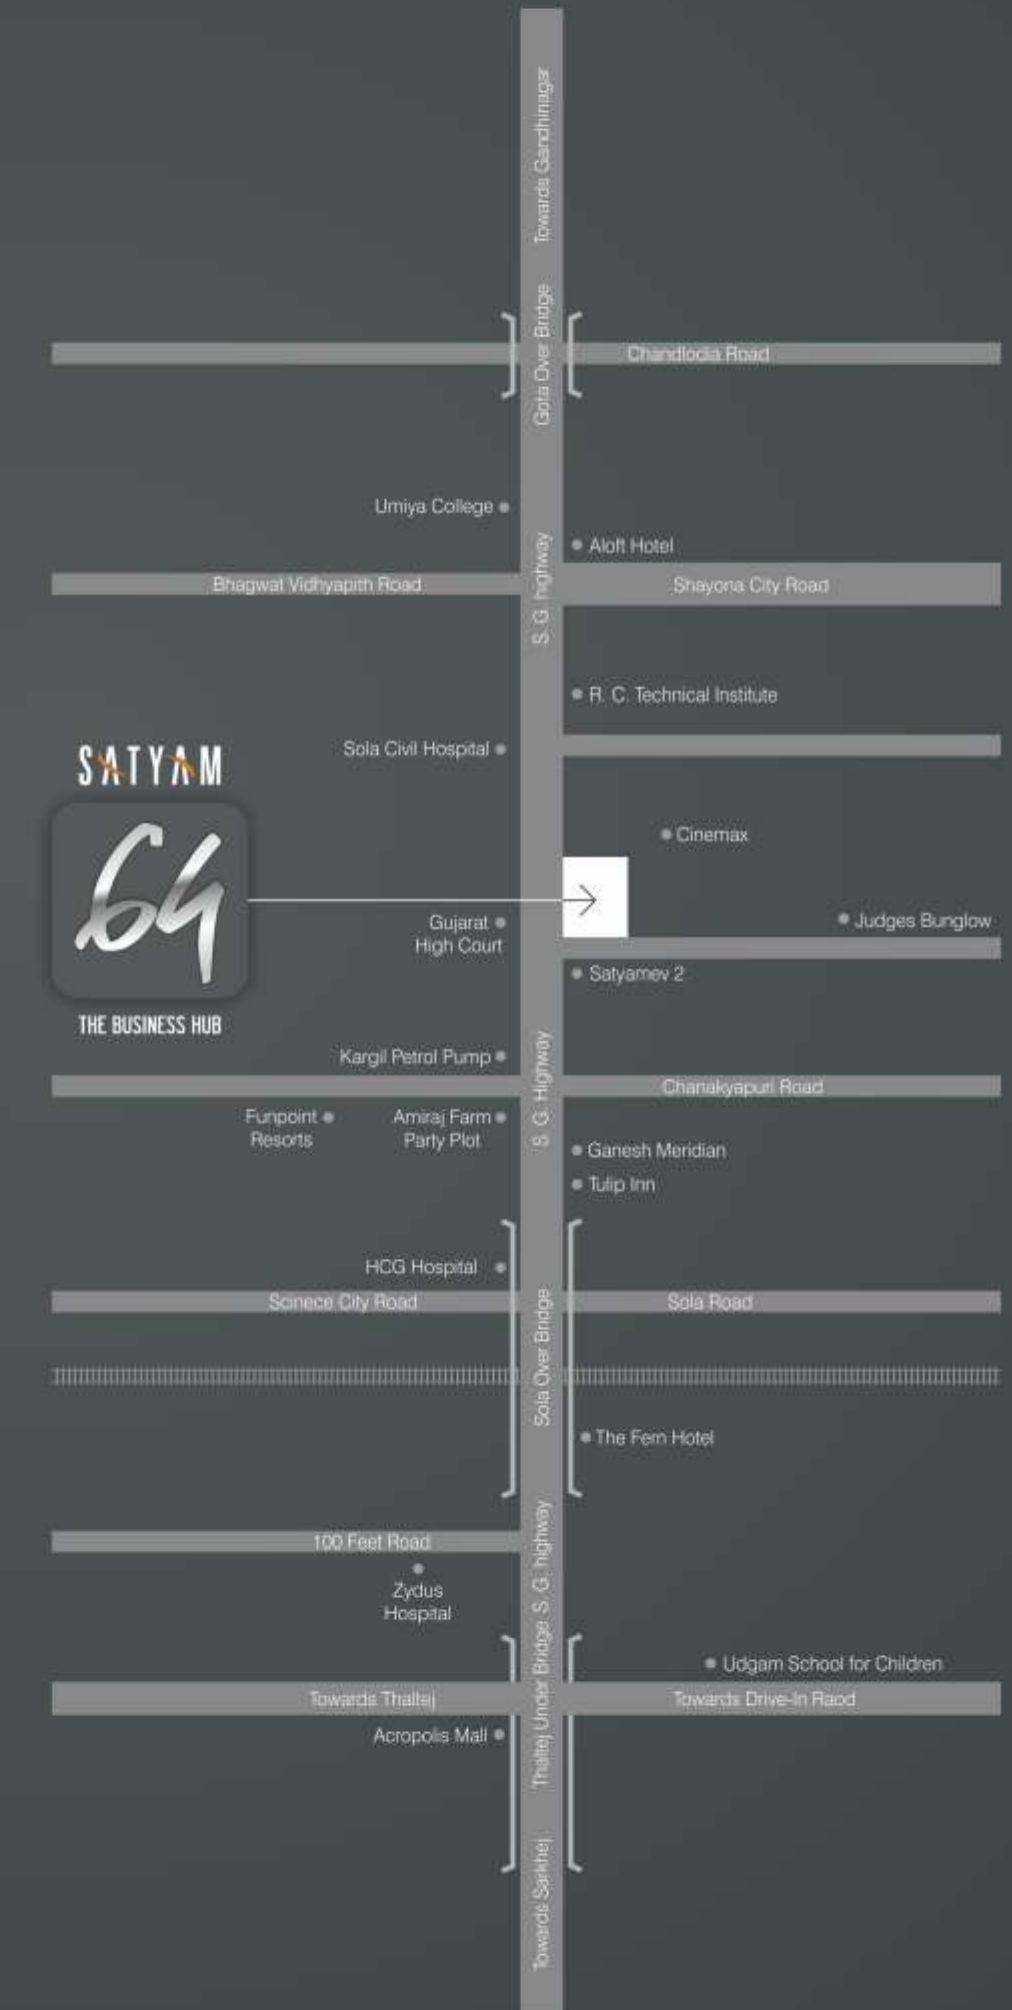 Towards Gandhinagar
Gota Over Bridge
Chandlodia Road
Umiya College
Aloft Hotel
S. G. highway
Bhagwat Vidhyapith Road
Shayona City Road
R. C. Technical Institute
SATYAM
Sola Civil Hospital
64
Cinemax
Gujarat
High Court
Judges Bunglow
Satyamev 2
THE BUSINESS HUB
S. G. Highway
Kargil Petrol Pump
Chanakyapuri Road
Funpoint
Resorts
Amiraj Farm
Party Plot
Ganesh Meridian
Tulip Inn
HCG Hospital
Scinece City Road
Sola Road
Sola Over Bridge
The Fern Hotel
S. G. highway
100 Feet Road
Zydus
Hospital
Thaltej Under Bridge
Udgam School for Children
Towards Thaltej
Towards Drive-In Raod
Acropolis Mall
Towards Sarkhej